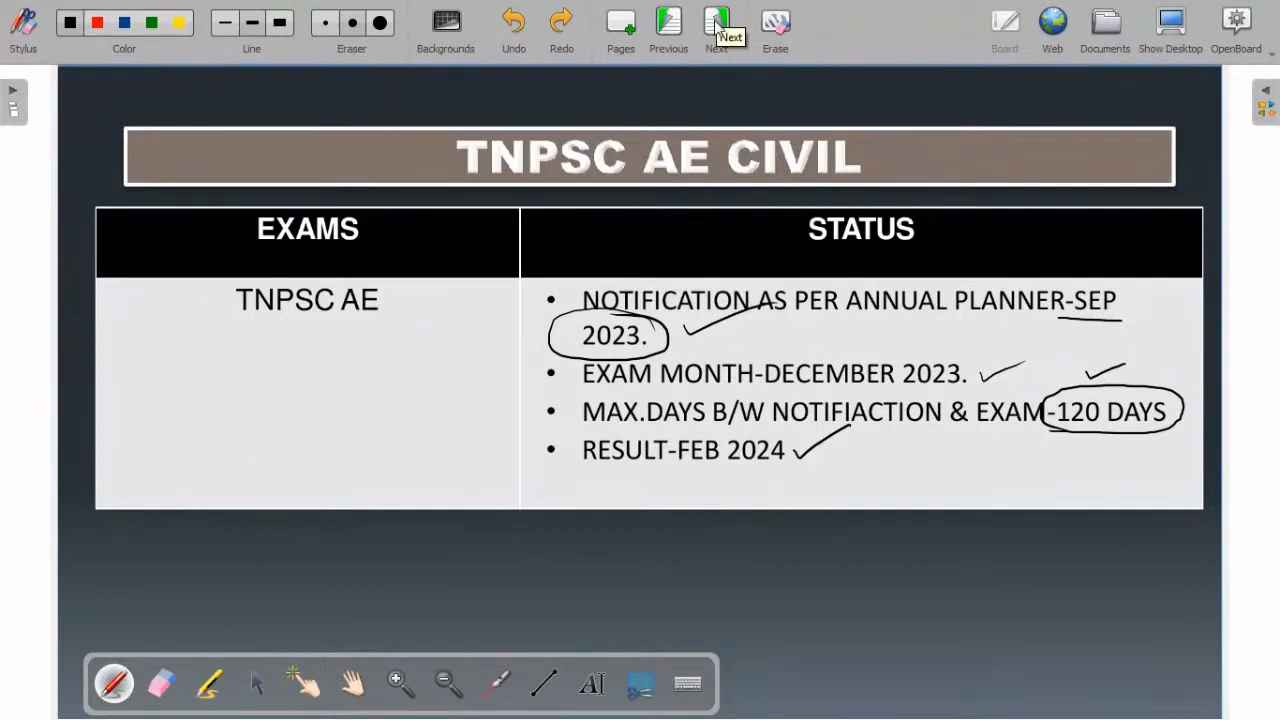 Stylus
Color
Line
Eraser
Backgrounds
Undo
Redo
Pages
Previous
Next
Next
Erase
Board
Web
Documents
Show Desktop
OpenBoard
TNPSC AE CIVIL
EXAMS
STATUS
TNPSC AE
• NOTIFICATION AS PER ANNUAL PLANNER-SEP
2023.
• EXAM MONTH-DECEMBER 2023.
• MAX.DAYS B/W NOTIFIACTION & EXAM-120 DAYS
• RESULT-FEB 2024
AI